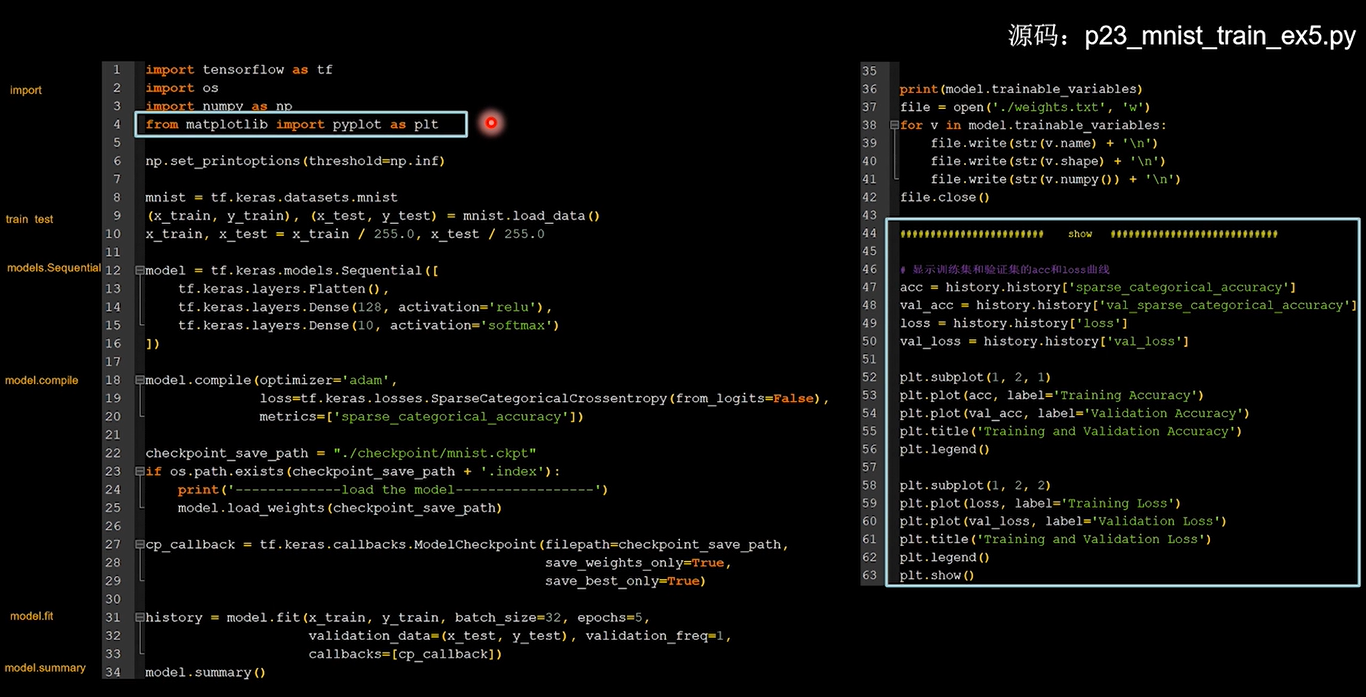 源码：p23_mnist_train_ex5.py
import
1 import tensorflow as tf
2 import os
3 import numpy as np
4 from matplotlib import pyplot as plt
5
6 np.set_printoptions(threshold=np.inf)
7
train test
8 mnist = tf.keras.datasets.mnist
9 (x_train, y_train), (x_test, y_test) = mnist.load_data()
10 x_train, x_test = x_train / 255.0, x_test / 255.0
11
models.Sequential
12 model = tf.keras.models.Sequential([
13 tf.keras.layers.Flatten(),
14 tf.keras.layers.Dense(128, activation='relu'),
15 tf.keras.layers.Dense(10, activation='softmax')
16 ])
17
model.compile
18 model.compile(optimizer='adam',
19 loss=tf.keras.losses.SparseCategoricalCrossentropy(from_logits=False),
20 metrics=['sparse_categorical_accuracy'])
21
22 checkpoint_save_path = "./checkpoint/mnist.ckpt"
23 if os.path.exists(checkpoint_save_path + '.index'):
24 print('-------------load the model-----------------')
25 model.load_weights(checkpoint_save_path)
26
27 cp_callback = tf.keras.callbacks.ModelCheckpoint(filepath=checkpoint_save_path,
28 save_weights_only=True,
29 save_best_only=True)
30
model.fit
31 history = model.fit(x_train, y_train, batch_size=32, epochs=5,
32 validation_data=(x_test, y_test), validation_freq=1,
33 callbacks=[cp_callback])
model.summary
34 model.summary()
35
36 print(model.trainable_variables)
37 file = open('./weights.txt', 'w')
38 for v in model.trainable_variables:
39 file.write(str(v.name) + '\n')
40 file.write(str(v.shape) + '\n')
41 file.write(str(v.numpy()) + '\n')
42 file.close()
43
44 ######################## show ############################
45
46 # 显示训练集和验证集的acc和loss曲线
47 acc = history.history['sparse_categorical_accuracy']
48 val_acc = history.history['val_sparse_categorical_accuracy']
49 loss = history.history['loss']
50 val_loss = history.history['val_loss']
51
52 plt.subplot(1, 2, 1)
53 plt.plot(acc, label='Training Accuracy')
54 plt.plot(val_acc, label='Validation Accuracy')
55 plt.title('Training and Validation Accuracy')
56 plt.legend()
57
58 plt.subplot(1, 2, 2)
59 plt.plot(loss, label='Training Loss')
60 plt.plot(val_loss, label='Validation Loss')
61 plt.title('Training and Validation Loss')
62 plt.legend()
63 plt.show()